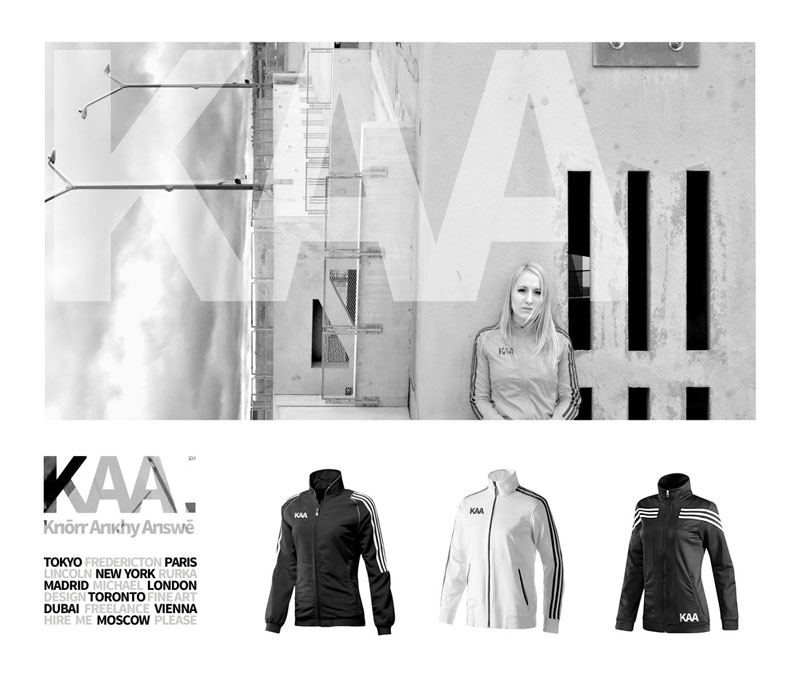 KAA
KAA
KAA.
EH
Knörr Ankhy Answē
TOKYO FREDERICTON PARIS
LINCOLN NEW YORK RURKA
MADRID MICHAEL LONDON
DESIGN TORONTO FINE ART
DUBAI FREELANCE VIENNA
HIRE ME MOSCOW PLEASE
KAA
KAA
KAA